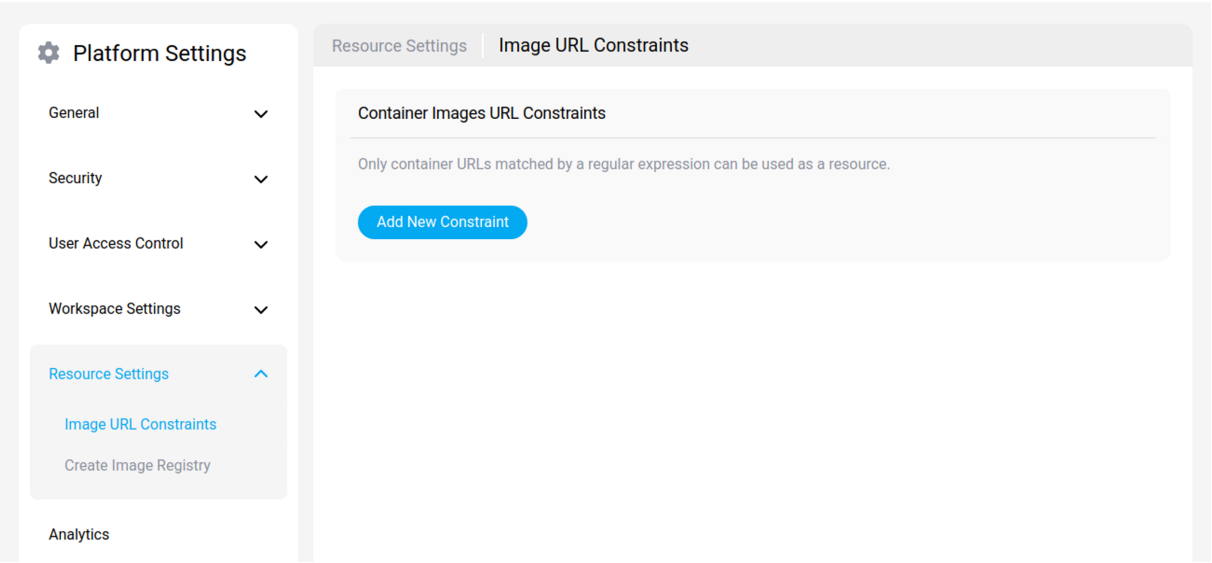 Platform Settings
General
Security
User Access Control
Workspace Settings
Resource Settings
Image URL Constraints
Create Image Registry
Analytics
Resource Settings
Image URL Constraints
Container Images URL Constraints
Only container URLs matched by a regular expression can be used as a resource.
Add New Constraint